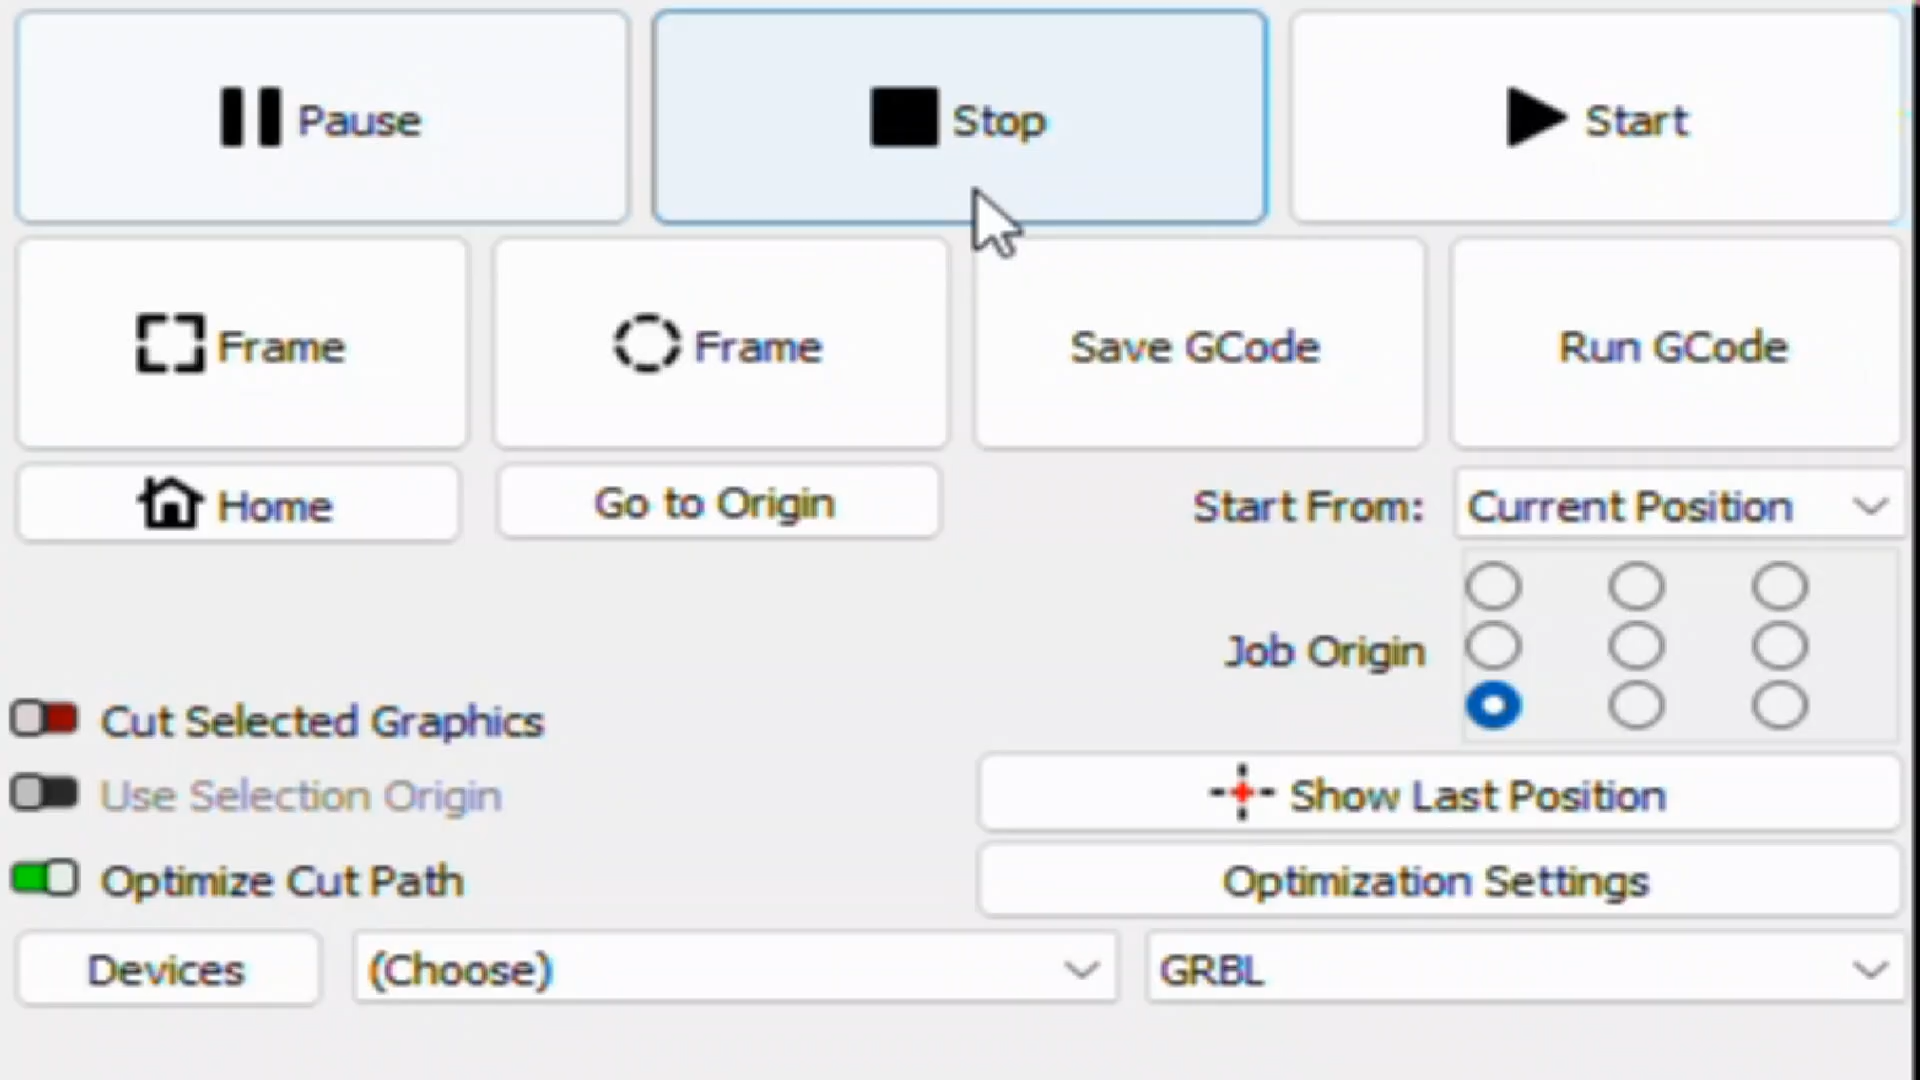 Pause
Stop
Start
Frame
Frame
Save GCode
Run GCode
Home
Go to Origin
Start From:
Current Position
Job Origin
Cut Selected Graphics
Use Selection Origin
Show Last Position
Optimize Cut Path
Optimization Settings
Devices
(Choose)
GRBL